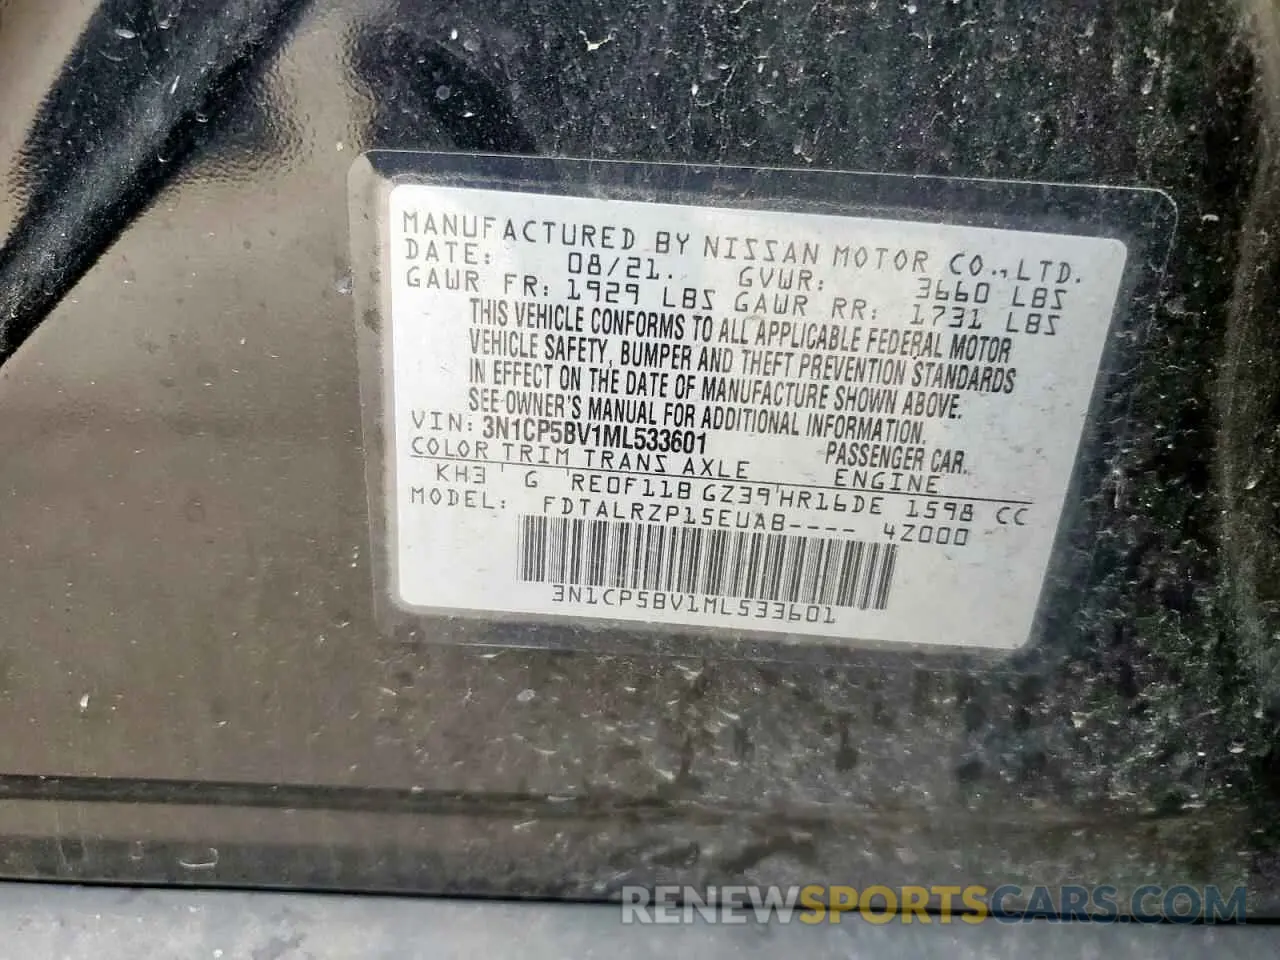 MANUFACTURED BY NISSAN MOTOR CO., LTD.
DATE: 08/21. GVWR: 3660 LBS
GAWR FR: 1929 LBS GAWR RR: 1731 LBS
THIS VEHICLE CONFORMS TO ALL APPLICABLE FEDERAL MOTOR
VEHICLE SAFETY, BUMPER AND THEFT PREVENTION STANDARDS
IN EFFECT ON THE DATE OF MANUFACTURE SHOWN ABOVE.
SEE OWNER'S MANUAL FOR ADDITIONAL INFORMATION.
VIN: 3N1CP5BV1ML533601 PASSENGER CAR.
COLOR TRIM TRANS AXLE ENGINE
KH3 G RE0F11B GZ39 HR16DE 1598 CC
MODEL: FDTALRZP15EUAB---- 4Z000
3N1CP5BV1ML533601
RENEWSPORTSCARS.COM